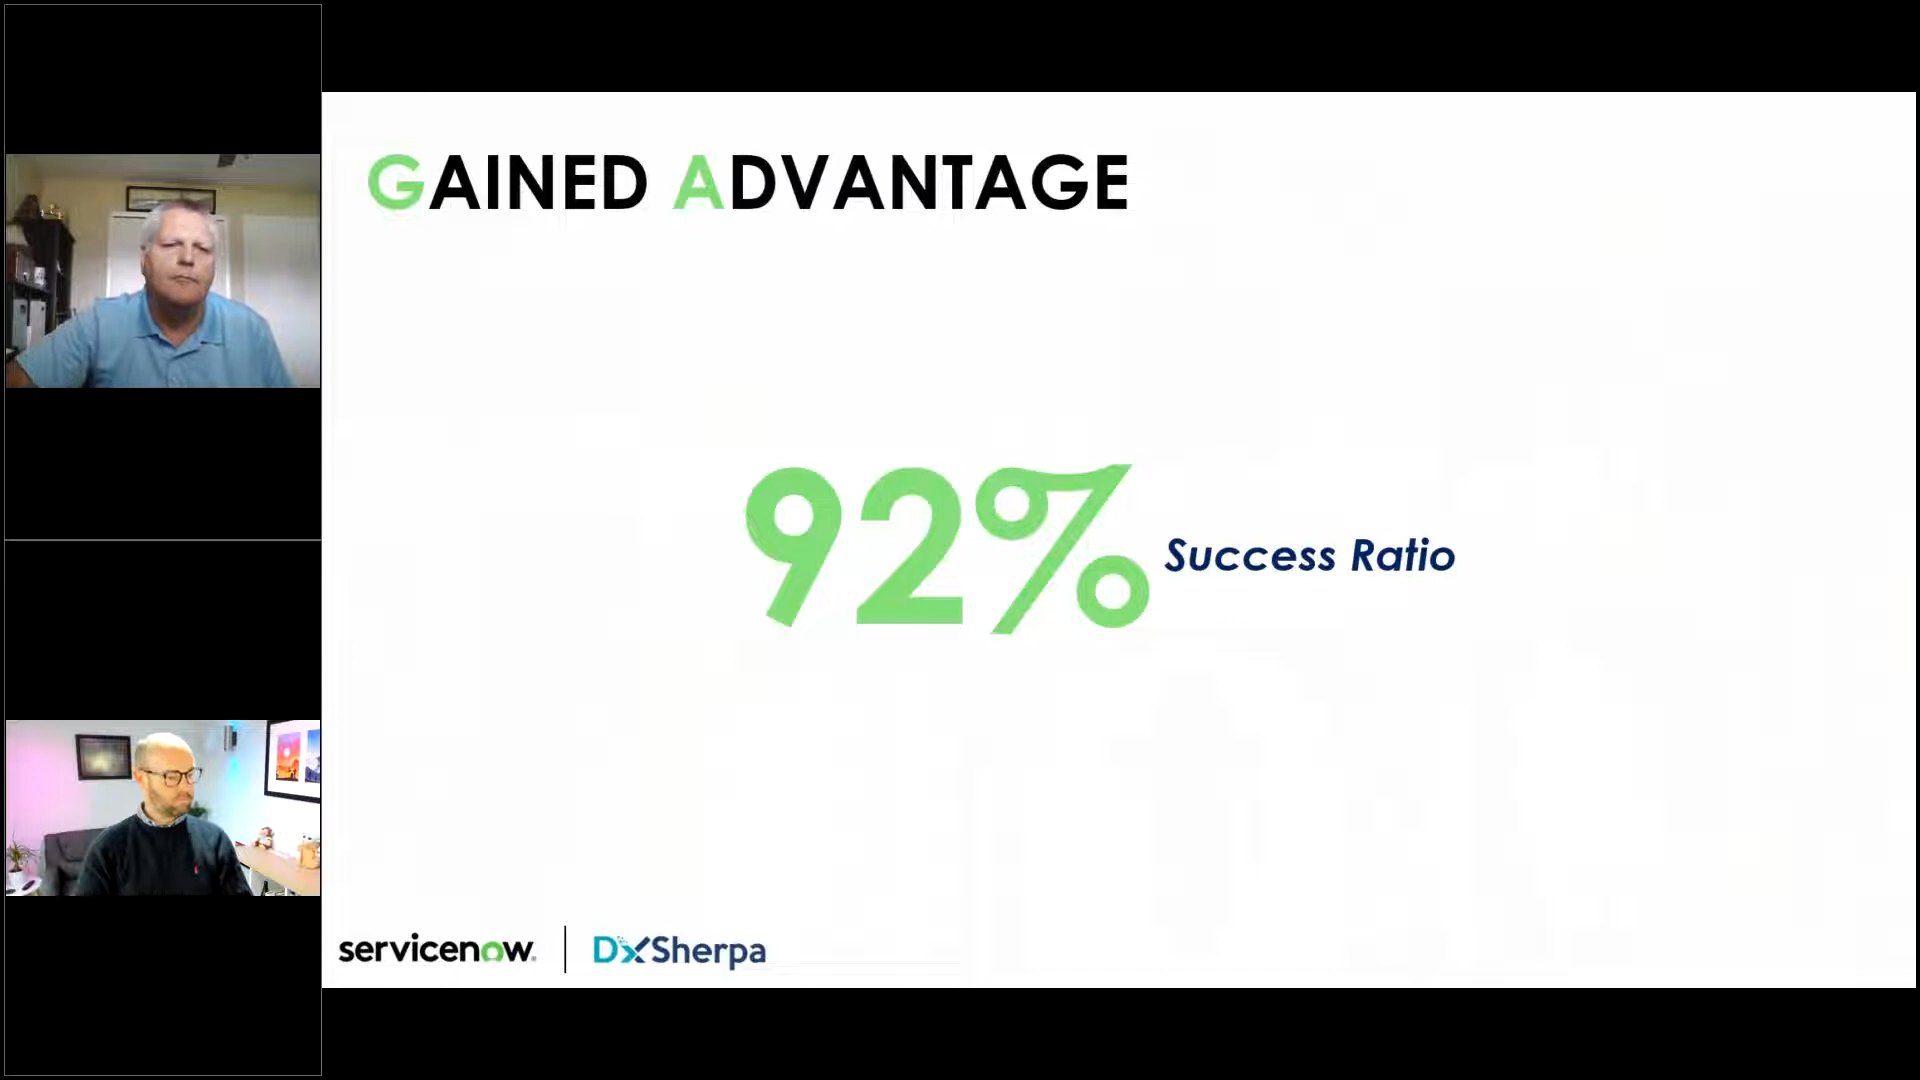 GAINED ADVANTAGE
92% Success Ratio
servicenow
DxSherpa